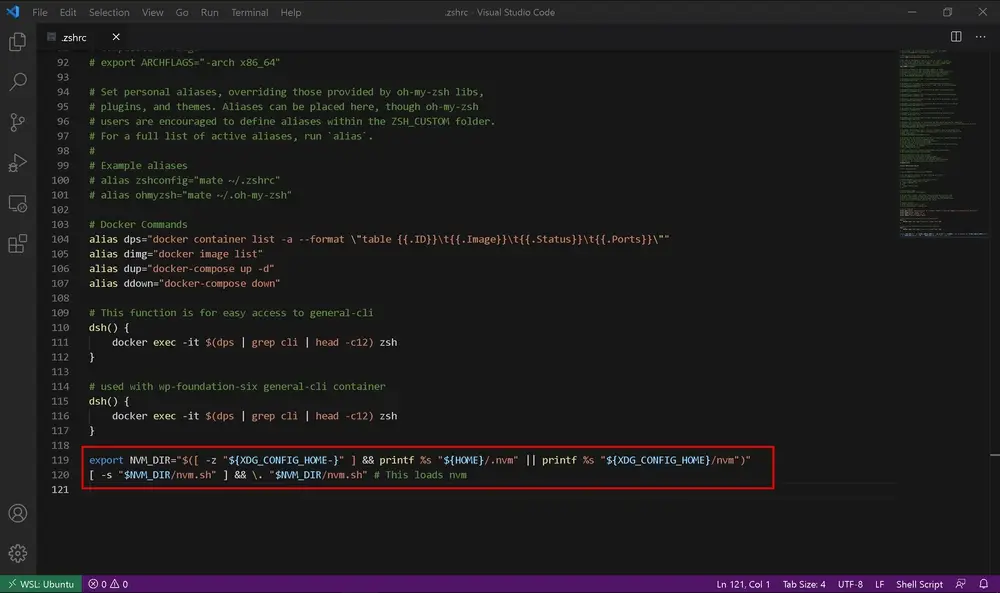 File Edit Selection View Go Run Terminal Help .zshrc - Visual Studio Code
.zshrc
92 # export ARCHFLAGS="-arch x86_64"
93
94 # Set personal aliases, overriding those provided by oh-my-zsh libs,
95 # plugins, and themes. Aliases can be placed here, though oh-my-zsh
96 # users are encouraged to define aliases within the ZSH_CUSTOM folder.
97 # For a full list of active aliases, run `alias`.
98 #
99 # Example aliases
100 # alias zshconfig="mate ~/.zshrc"
101 # alias ohmyzsh="mate ~/.oh-my-zsh"
102
103 # Docker Commands
104 alias dps="docker container list -a --format \"table {{.ID}}\t{{.Image}}\t{{.Status}}\t{{.Ports}}\""
105 alias dimg="docker image list"
106 alias dup="docker-compose up -d"
107 alias ddown="docker-compose down"
108
109 # This function is for easy access to general-cli
110 dsh() {
111 docker exec -it $(dps | grep cli | head -c12) zsh
112 }
113
114 # used with wp-foundation-six general-cli container
115 dsh() {
116 docker exec -it $(dps | grep cli | head -c12) zsh
117 }
118
119 export NVM_DIR="$([ -z "${XDG_CONFIG_HOME-}" ] && printf %s "${HOME}/.nvm" || printf %s "${XDG_CONFIG_HOME}/nvm")"
120 [ -s "$NVM_DIR/nvm.sh" ] && \. "$NVM_DIR/nvm.sh" # This loads nvm
121
WSL: Ubuntu 0 0 Ln 121, Col 1 Tab Size: 4 UTF-8 LF Shell Script